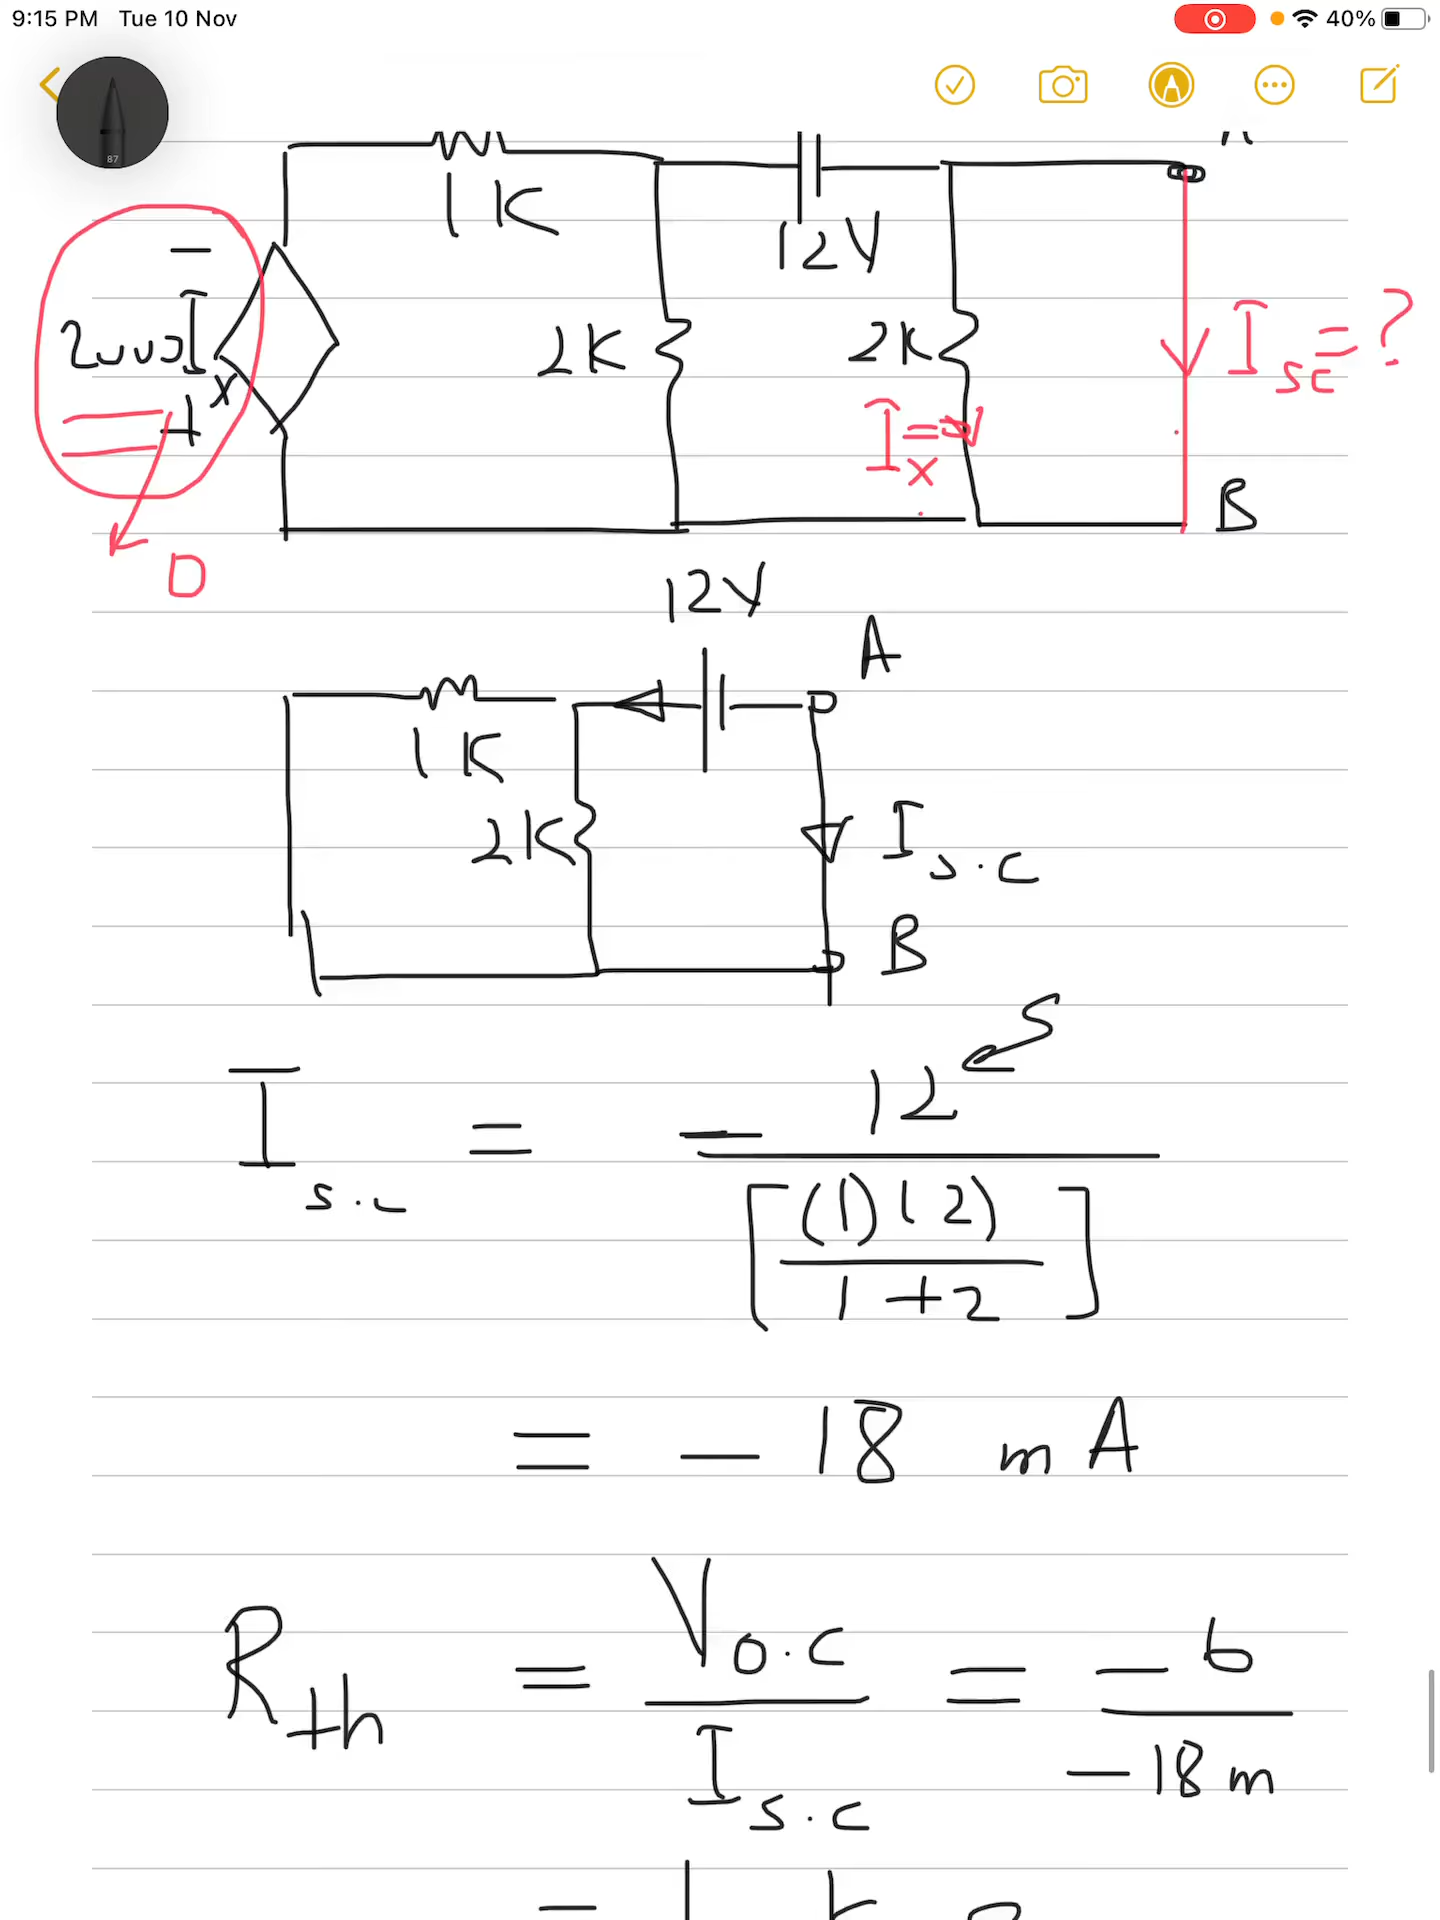 9:15 PM Tue 10 Nov
40%
87
1K
12V
−
2000Ix
+
2K
2K
Isc = ?
Ix =
B
0
12V
A
1K
2K
Is.c
B
Is.c = − 12
[(1)(2)
1+2]
= − 18 mA
Rth = Vo.c = −6
Is.c −18m